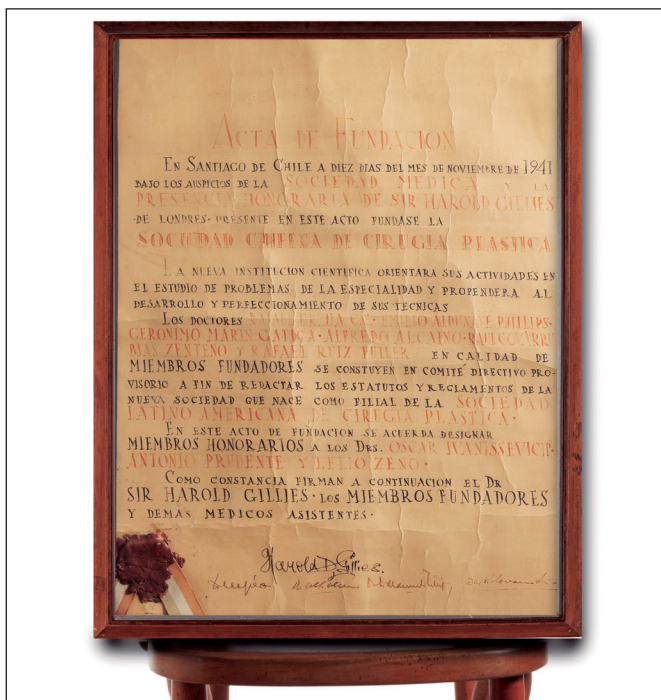 ACTA DE FUNDACION
EN SANTIAGO DE CHILE A DIEZ DIAS DEL MES DE NOVIEMBRE DE 1941
BAJO LOS AUSPICIOS DE LA SOCIEDAD MEDICA Y LA
PRESENCIA HONORARIA DE SIR HAROLD GILLIES
DE LONDRES· PRESENTE EN ESTE ACTO FUNDASE LA
SOCIEDAD CHILENA DE CIRUGIA PLASTICA
LA NUEVA INSTITUCION CIENTIFICA ORIENTARA SUS ACTIVIDADES EN
EL ESTUDIO DE PROBLEMAS DE LA ESPECIALIDAD Y PROPENDERA AL
DESARROLLO Y PERFECCIONAMIENTO DE SUS TECNICAS
LOS DOCTORES PHILLIPS·
GERONIMO MARIN GATICA· ALFREDO ALCAINO· RAUL COVARRU
BIAS ZENTENO Y RAFAEL RUIZ EN CALIDAD DE
MIEMBROS FUNDADORES SE CONSTUYEN EN COMITE DIRECTIVO PRO-
VISORIO A FIN DE REDACTAR LOS ESTATUTOS Y REGLAMENTOS DE LA
NUEVA SOCIEDAD QUE NACE COMO FILIAL DE LA SOCIEDAD
LATINO AMERICANA DE CIRUGIA PLASTICA·
EN ESTE ACTO DE FUNDACION SE ACUERDA DESIGNAR
MIEMBROS HONORARIOS A LOS DRS. OSCAR IVANISSEVICH·
ANTONIO PRUDENTE Y LELIO ZENO·
COMO CONSTANCIA FIRMAN A CONTINUACION EL DR
SIR HAROLD GILLIES· LOS MIEMBROS FUNDADORES
Y DEMAS MEDICOS ASISTENTES·
Harold D. Gillies.